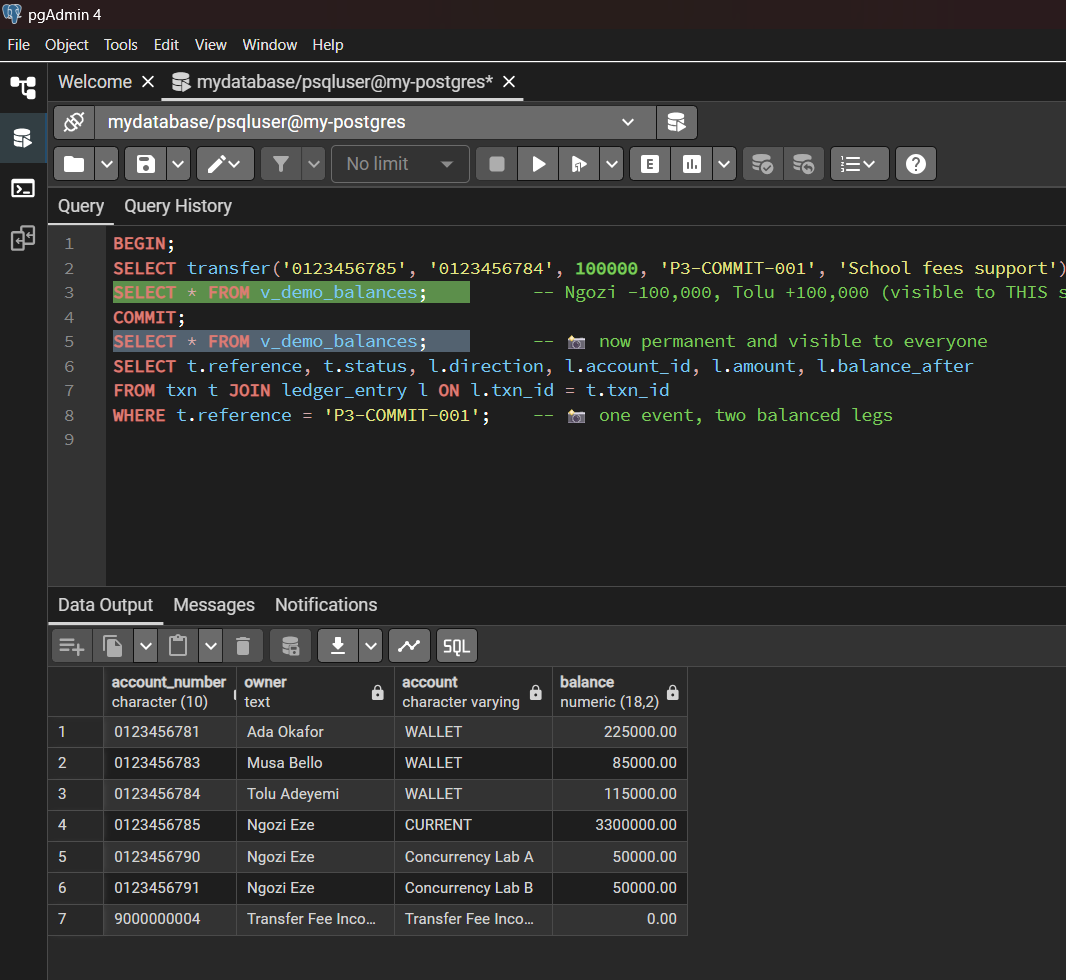 pgAdmin 4
File Object Tools Edit View Window Help
Welcome mydatabase/psqluser@my-postgres*
mydatabase/psqluser@my-postgres
No limit
E
Query Query History
1 BEGIN;
2 SELECT transfer('0123456785', '0123456784', 100000, 'P3-COMMIT-001', 'School fees support')
3 SELECT * FROM v_demo_balances; -- Ngozi -100,000, Tolu +100,000 (visible to THIS s
4 COMMIT;
5 SELECT * FROM v_demo_balances; -- 📸 now permanent and visible to everyone
6 SELECT t.reference, t.status, l.direction, l.account_id, l.amount, l.balance_after
7 FROM txn t JOIN ledger_entry l ON l.txn_id = t.txn_id
8 WHERE t.reference = 'P3-COMMIT-001'; -- 📸 one event, two balanced legs
9
Data Output Messages Notifications
SQL
account_number owner account balance
character (10) text character varying numeric (18,2)
1 0123456781 Ada Okafor WALLET 225000.00
2 0123456783 Musa Bello WALLET 85000.00
3 0123456784 Tolu Adeyemi WALLET 115000.00
4 0123456785 Ngozi Eze CURRENT 3300000.00
5 0123456790 Ngozi Eze Concurrency Lab A 50000.00
6 0123456791 Ngozi Eze Concurrency Lab B 50000.00
7 9000000004 Transfer Fee Inco... Transfer Fee Inco... 0.00